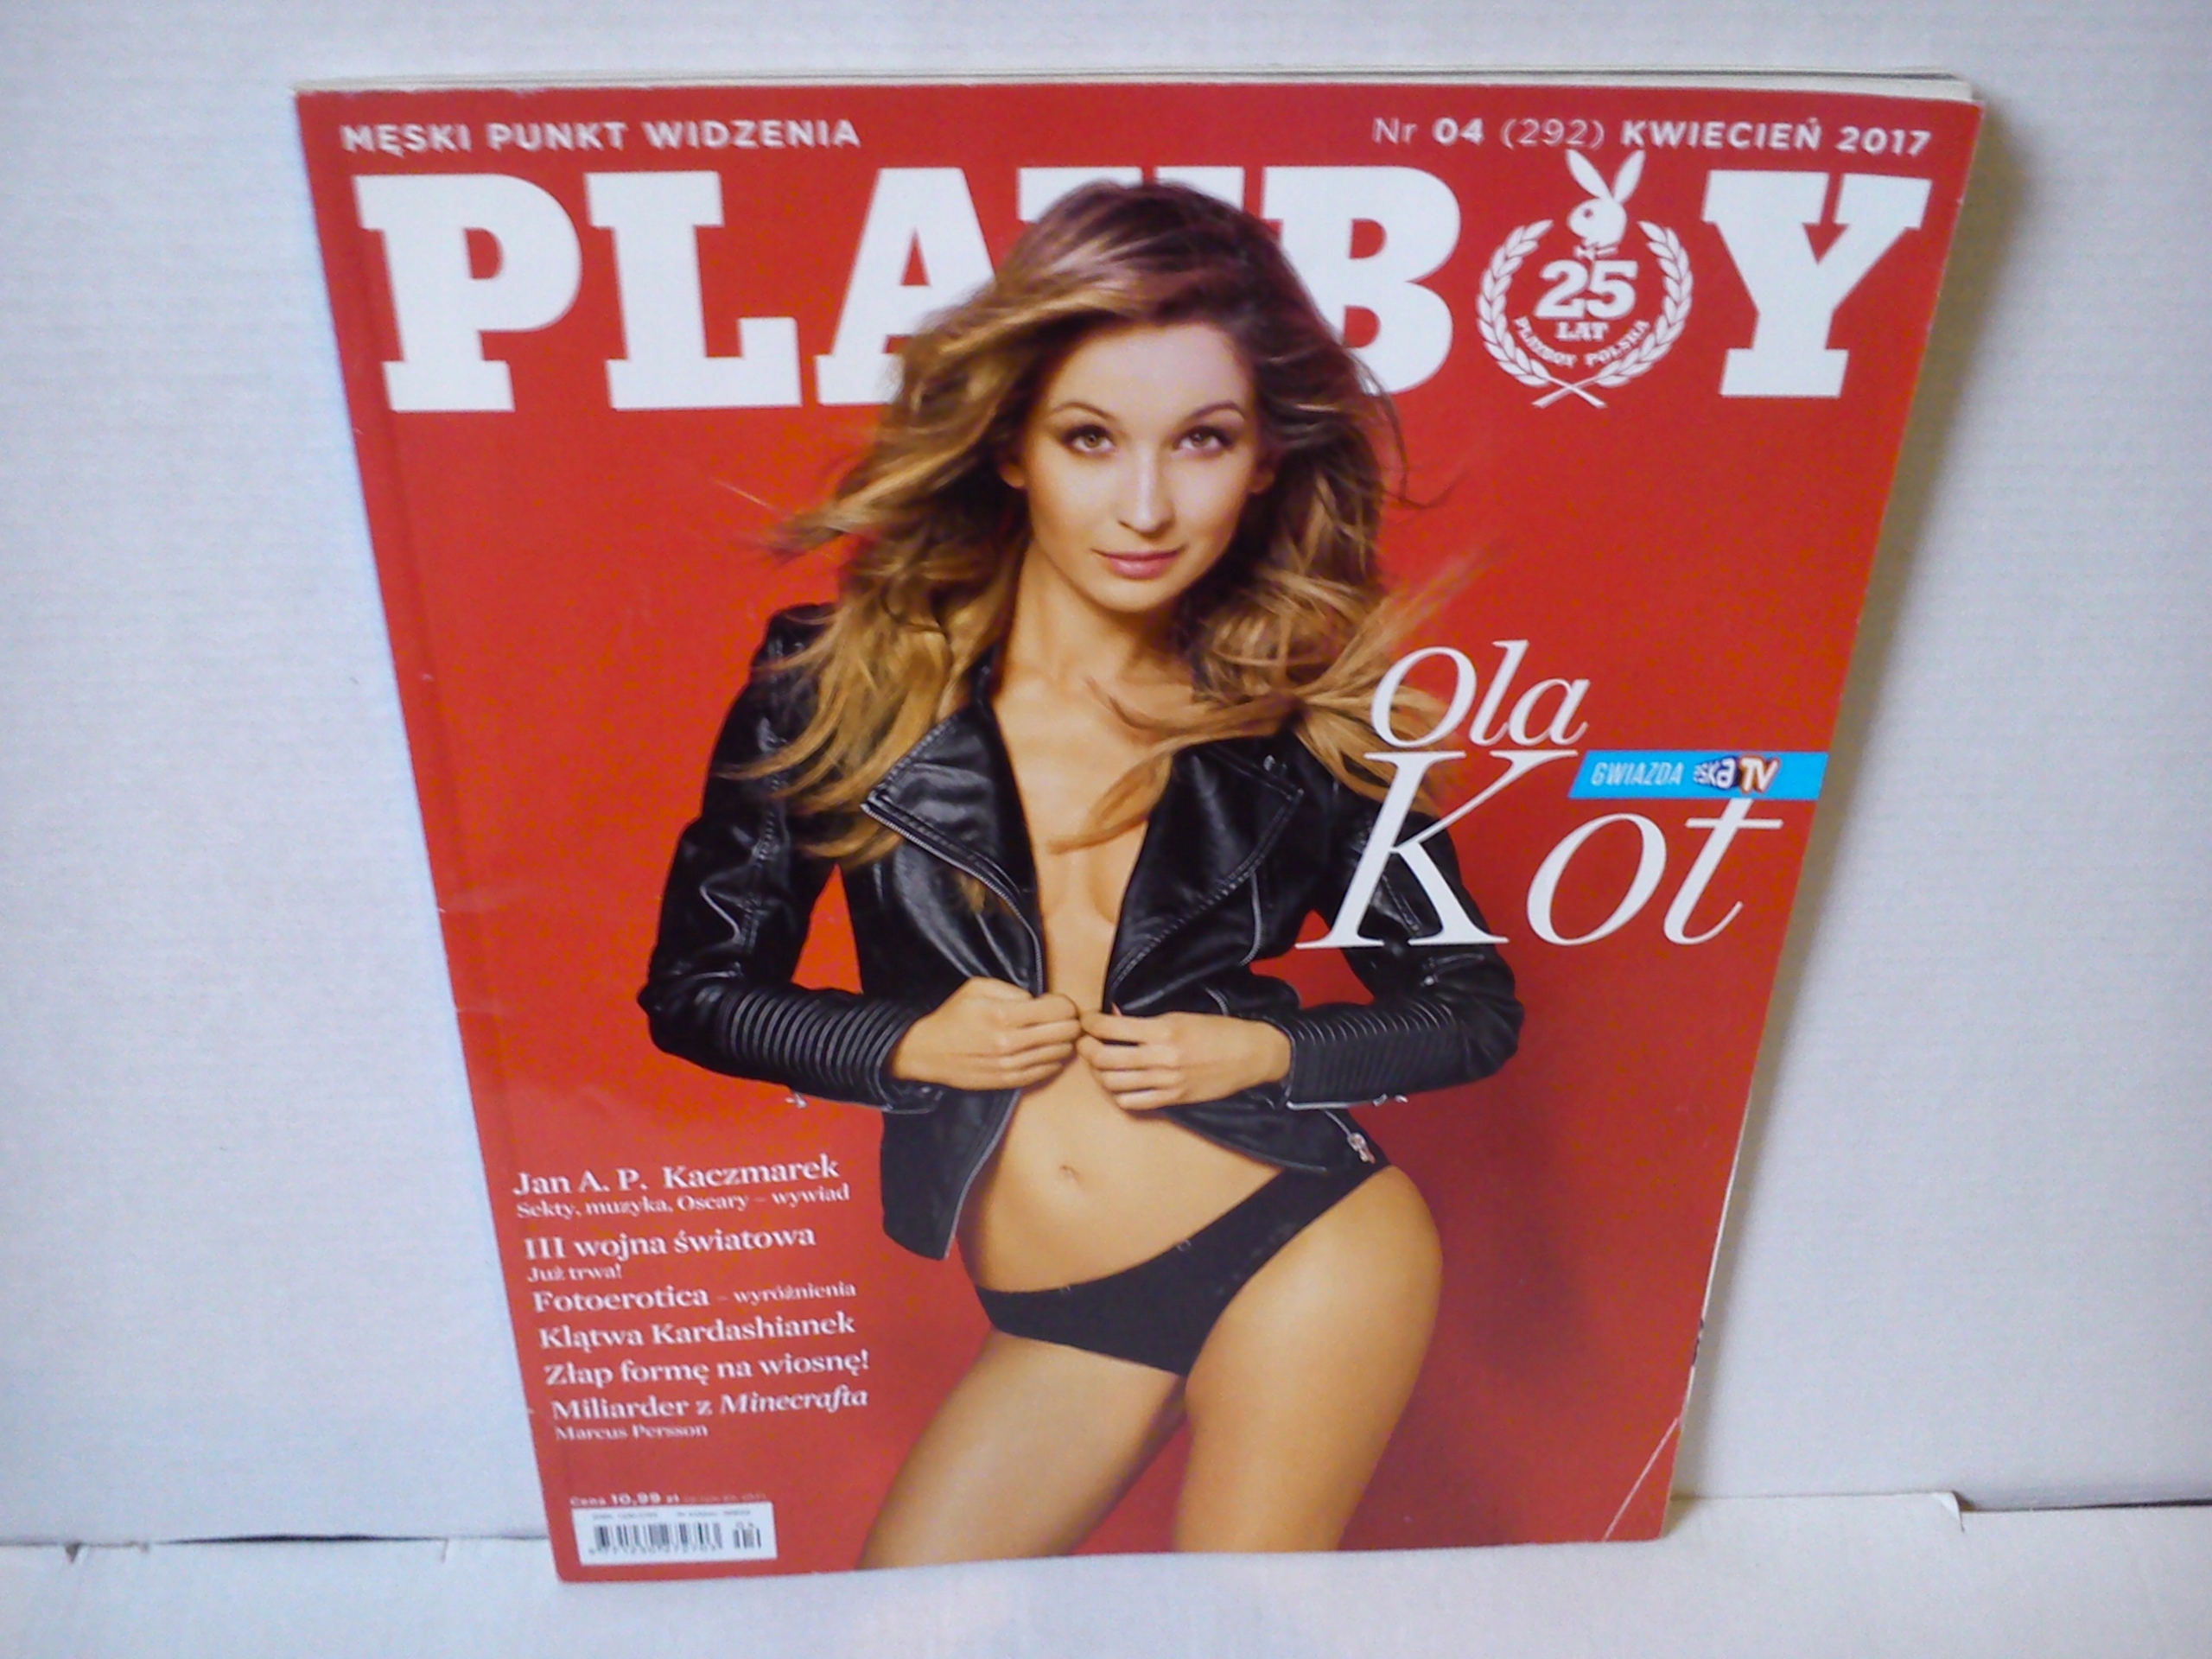 MĘSKI PUNKT WIDZENIA
Nr 04 (292) KWIECIEŃ 2017
PLAYBOY
25
LAT
PLAYBOY POLSKA
Ola
GWIAZDA eska TV
Kot
Jan A. P. Kaczmarek
Sekty, muzyka, Oscary – wywiad
III wojna światowa
Już trwa!
Fotoerotica – wyróżnienia
Klątwa Kardashianek
Złap formę na wiosnę!
Miliarder z Minecrafta
Marcus Persson
Cena 10,99 zł